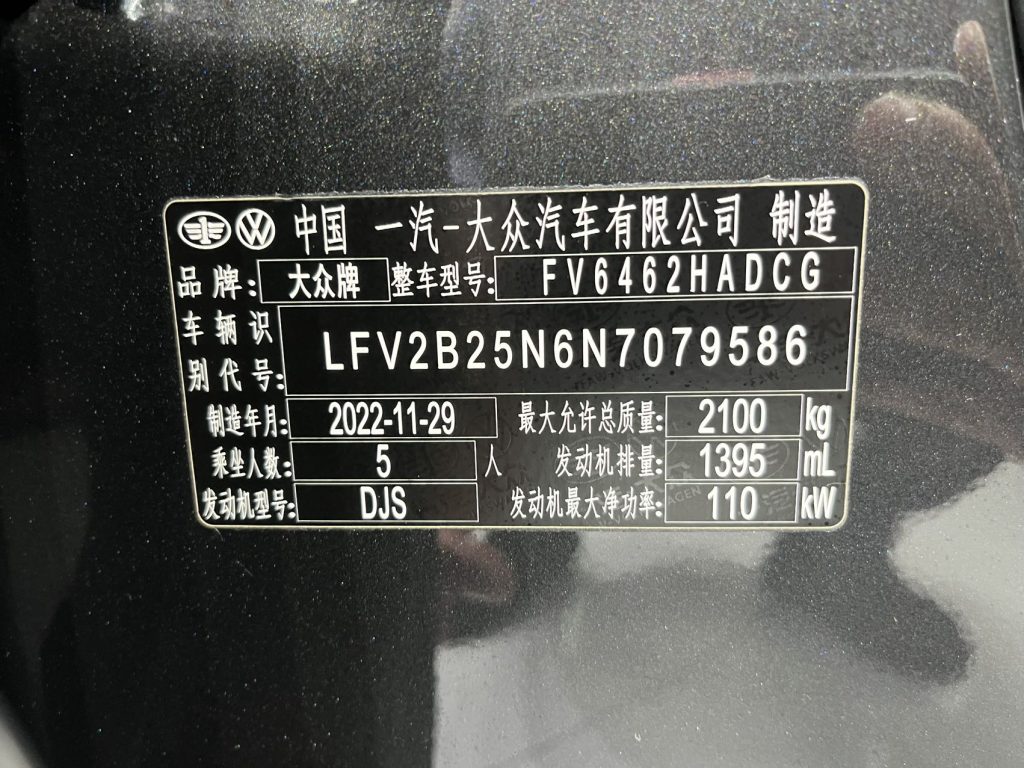 中国 一汽-大众汽车有限公司 制造
品牌: 大众牌 整车型号: FV6462HADCG
车辆识别代号: LFV2B25N6N7079586
制造年月: 2022-11-29 最大允许总质量: 2100 kg
乘坐人数: 5 人 发动机排量: 1395 mL
发动机型号: DJS 发动机最大净功率: 110 kW